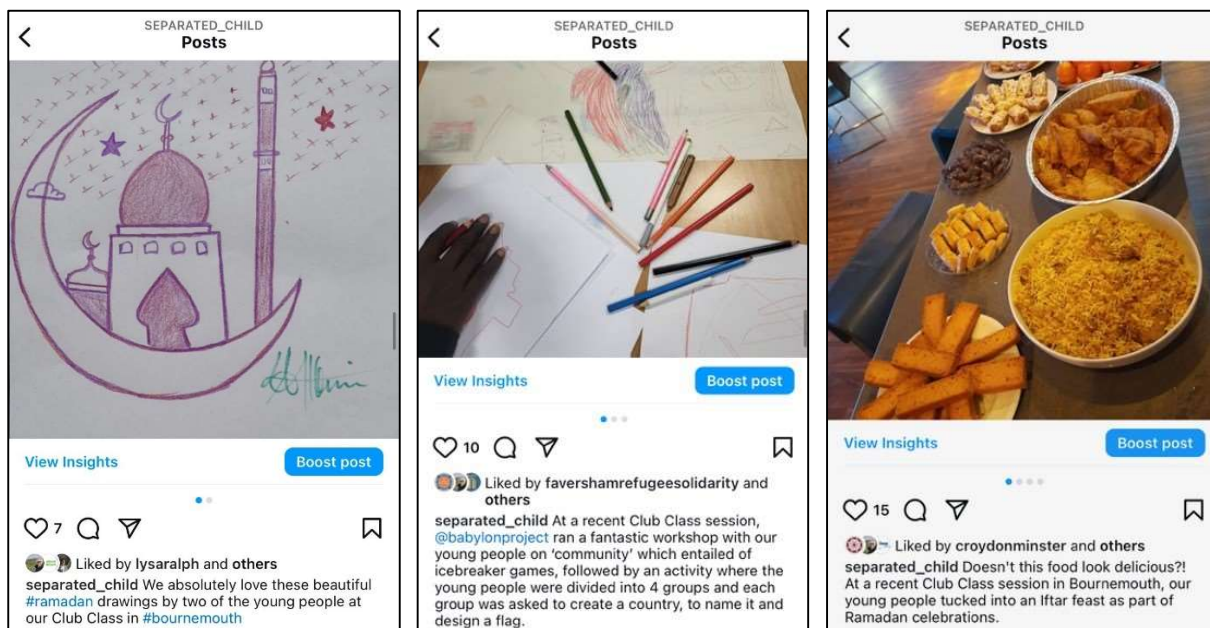 SEPARATED_CHILD
Posts
View Insights
Boost post
7
Liked by lysaralph and others
separated_child We absolutely love these beautiful
#ramadan drawings by two of the young people at
our Club Class in #bournemouth
SEPARATED_CHILD
Posts
View Insights
Boost post
10
Liked by favershamrefugeesolidarity and
others
separated_child At a recent Club Class session,
@babylonproject ran a fantastic workshop with our
young people on ‘community’ which entailed of
icebreaker games, followed by an activity where the
young people were divided into 4 groups and each
group was asked to create a country, to name it and
design a flag.
SEPARATED_CHILD
Posts
View Insights
Boost post
15
Liked by croydonminster and others
separated_child Doesn't this food look delicious?!
At a recent Club Class session in Bournemouth, our
young people tucked into an Iftar feast as part of
Ramadan celebrations.